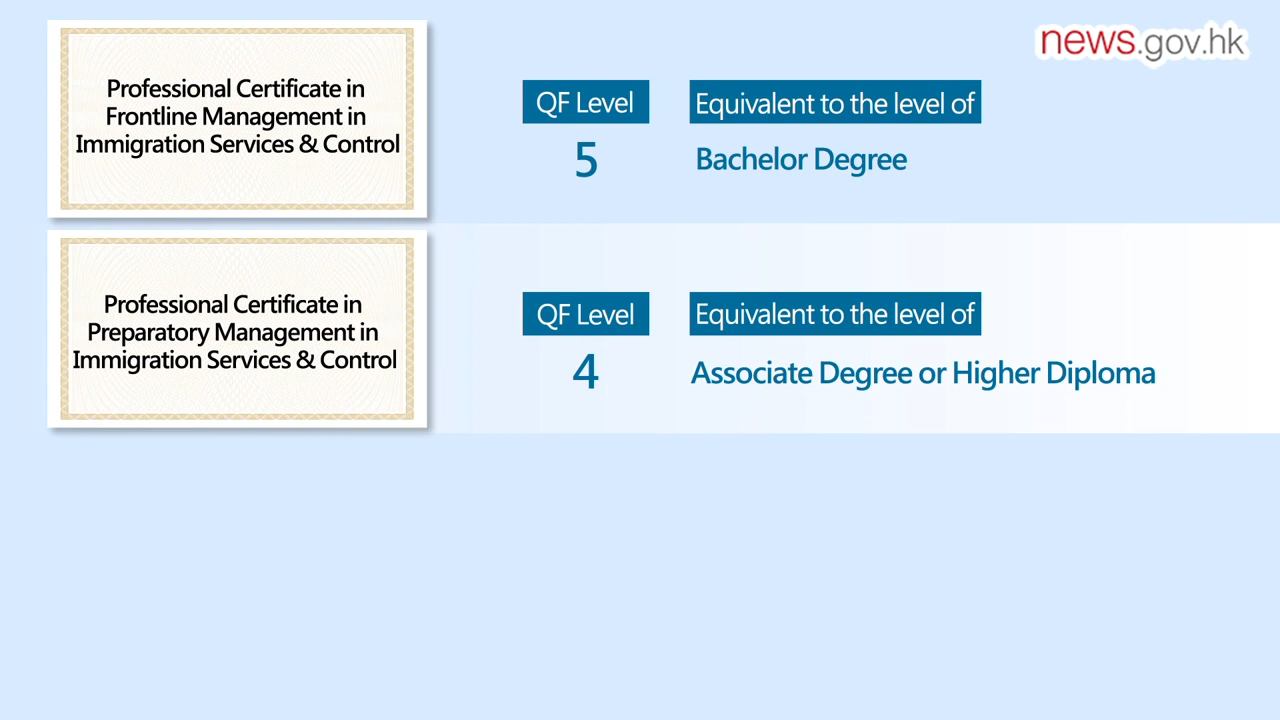 news.gov.hk
Professional Certificate in
Frontline Management in
Immigration Services & Control
QF Level
5
Equivalent to the level of
Bachelor Degree
Professional Certificate in
Preparatory Management in
Immigration Services & Control
QF Level
4
Equivalent to the level of
Associate Degree or Higher Diploma